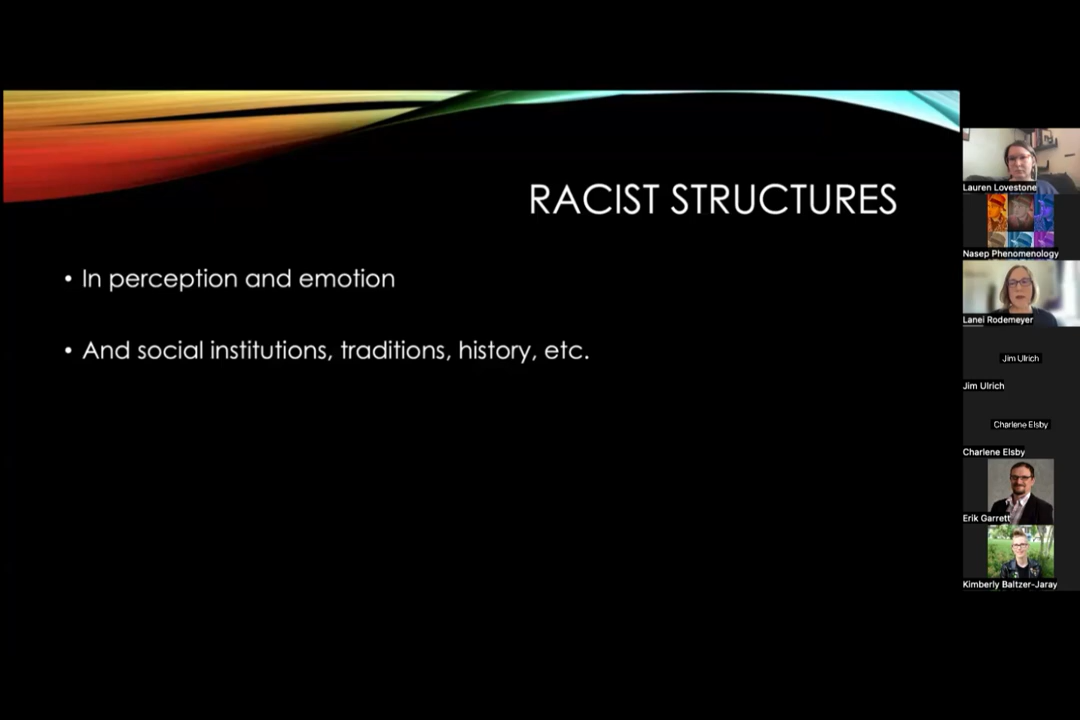 RACIST STRUCTURES
• In perception and emotion
• And social institutions, traditions, history, etc.
Lauren Lovestone
Nasep Phenomenology
Lanei Rodemeyer
Jim Ulrich
Jim Ulrich
Charlene Elsby
Charlene Elsby
Erik Garrett
Kimberly Baltzer-Jaray